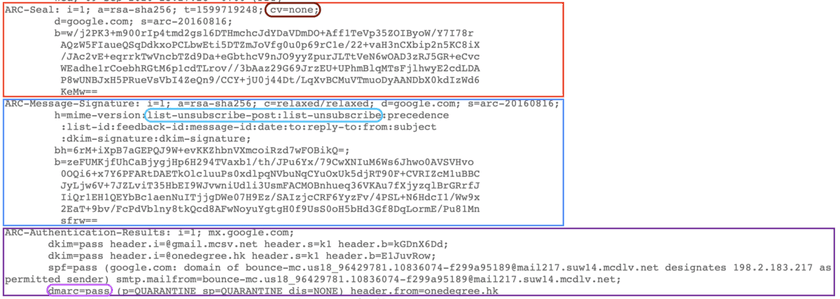 ARC-Seal: i=1; a=rsa-sha256; t=1599719248; cv=none;
d=google.com; s=arc-20160816;
b=w/j2PK3+m900rIp4tmd2gsl6DTHmchcJdYDaVDmDO+Aff1TeVp35ZOIByoW/Y7I78r
AQzW5FIaueQSqDdkxoPCLbwEti5DTZmJoVfg0u0p69rC1e/22+vaH3nCXbip2n5KC8iX
/JAc2vE+eqrrkTwVncbTZd9Da+eGbthcV9nJO9yyZpurJLTtVeN6wOAD3zRJ5GR+eCvc
WEadhelrCoebhRGtM6p1cdTLrov//3bAaz29G69JrzEU+UPhmBlqMTsFjlhwyE2cdLDA
P8wUNBJxH5PRueVsVbI4ZeQn9/CCY+jU0j44Dt/LqXvBCMuVTmuoDyAANDbX0kdIzWd6
KeMw==
ARC-Message-Signature: i=1; a=rsa-sha256; c=relaxed/relaxed; d=google.com; s=arc-20160816;
h=mime-version:list-unsubscribe-post:list-unsubscribe:precedence
:list-id:feedback-id:message-id:date:to:reply-to:from:subject
:dkim-signature:dkim-signature;
bh=6rM+iXpB7aGEPQJ9W+evKKZhbnVXmcoiRzd7wFOBikQ=;
b=zeFUMKjfUhCaBjygjHp6H294TVaxb1/th/JPu6Yx/79CwXNIuM6Ws6Jhwo0AVSVHvo
0OQi6+x7Y6PFARtDAETkOlcluuPs0xdlpqNVbuNqCYuOxUk5djRT90F+CVRIZcM1uBBC
JyLjw6V+7JZLviT35HbEI9WJvwniUdli3UsmFACMOBnhueq36VKAu7fXjyzqlBrGRrfJ
IiQr1EH1QEYbBc1aenNuITjjgDWe07H9Ez/SAIzjcCRF6YyzFv/4PSL+N6HdcI1/Ww9x
2EaT+9bv/FcPdVblny8tkQcd8AFwNoyuYgtgH0f9UsS0oH5bHd3Gf8DqLormE/Pu81Mn
sfrw==
ARC-Authentication-Results: i=1; mx.google.com;
dkim=pass header.i=@gmail.mcsv.net header.s=k1 header.b=kGDnX6Dd;
dkim=pass header.i=@onedegree.hk header.s=k1 header.b=E1JuvRow;
spf=pass (google.com: domain of bounce-mc.us18_96429781.10836074-f299a95189@mail217.suw14.mcdlv.net designates 198.2.183.217 as
permitted sender) smtp.mailfrom=bounce-mc.us18_96429781.10836074-f299a95189@mail217.suw14.mcdlv.net;
dmarc=pass (p=QUARANTINE sp=QUARANTINE dis=NONE) header.from=onedegree.hk